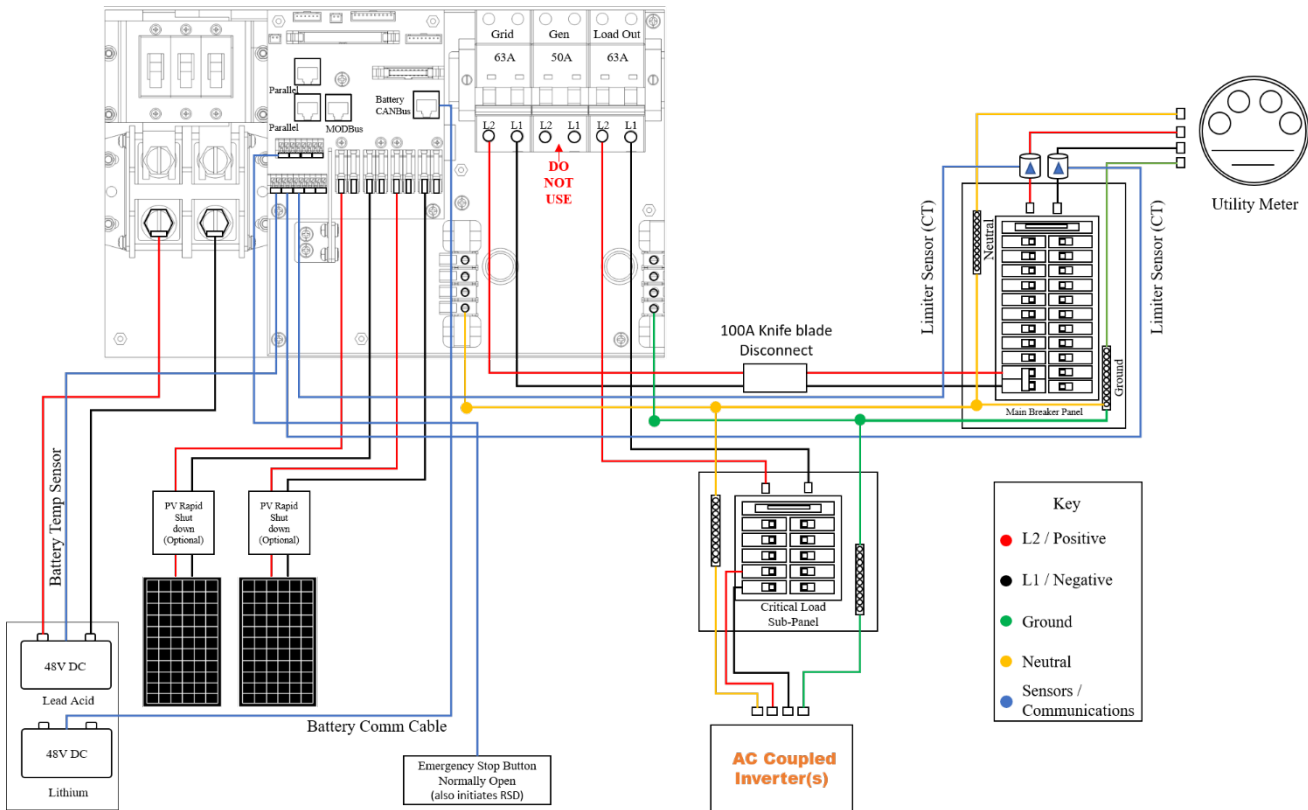 Grid
Gen
Load Out
63A
50A
63A
Parallel
Battery
CANBus
Parallel
MODBus
L2
L1
L2
L1
L2
L1
DO
NOT
USE
Utility Meter
Limiter Sensor (CT)
Neutral
Limiter Sensor (CT)
Ground
Main Breaker Panel
100A Knife blade
Disconnect
Battery Temp Sensor
PV Rapid
Shut
down
(Optional)
PV Rapid
Shut
down
(Optional)
Critical Load
Sub-Panel
Key
L2 / Positive
L1 / Negative
Ground
Neutral
Sensors /
Communications
48V DC
Lead Acid
48V DC
Lithium
Battery Comm Cable
Emergency Stop Button
Normally Open
(also initiates RSD)
AC Coupled
Inverter(s)